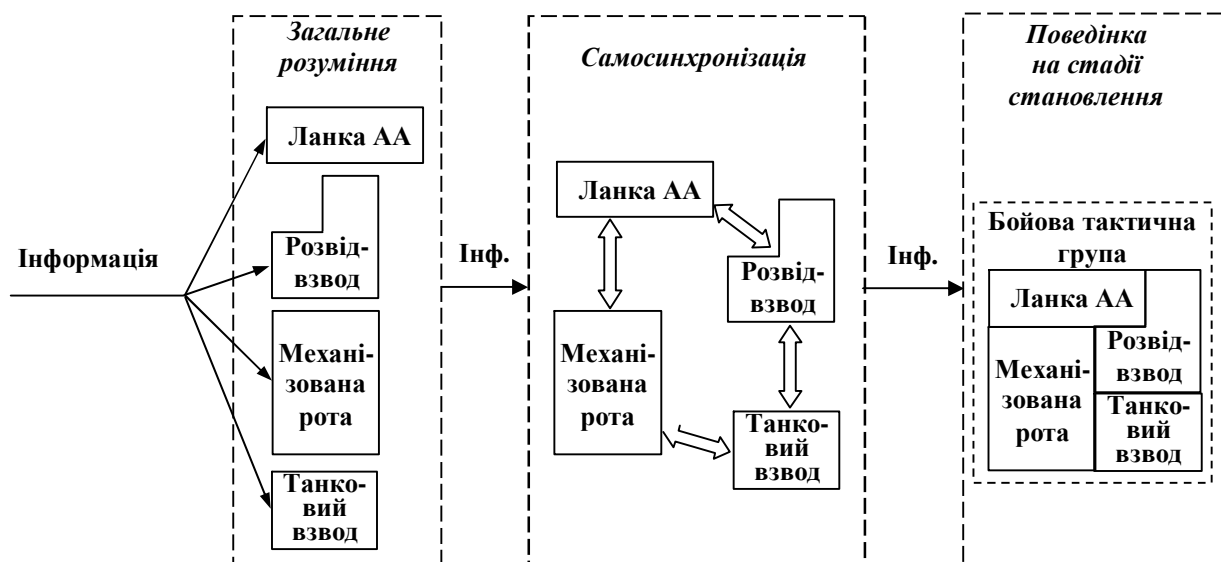 Інформація
Загальне
розуміння
Ланка АА
Розвід-
взвод
Механі-
зована
рота
Танко-
вий
взвод
Інф.
Самосинхронізація
Ланка АА
Розвід-
взвод
Механі-
зована
рота
Танко-
вий
взвод
Інф.
Поведінка
на стадії
становлення
Бойова тактична
група
Ланка АА
Розвід-
взвод
Механі-
зована
рота
Танко-
вий
взвод